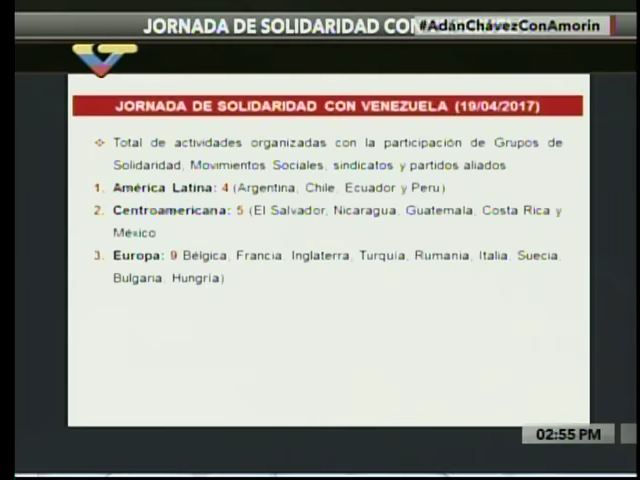 JORNADA DE SOLIDARIDAD CON
#AdánChávezConAmorin
JORNADA DE SOLIDARIDAD CON VENEZUELA (19/04/2017)
❖ Total de actividades organizadas con la participación de Grupos de
Solidaridad, Movimientos Sociales, sindicatos y partidos aliados
1. América Latina: 4 (Argentina, Chile, Ecuador y Peru)
2. Centroamericana: 5 (El Salvador, Nicaragua, Guatemala, Costa Rica y
México
3. Europa: 9 Bélgica, Francia, Inglaterra, Turquía, Rumania, Italia, Suecia,
Bulgaria, Hungría)
02:55 PM